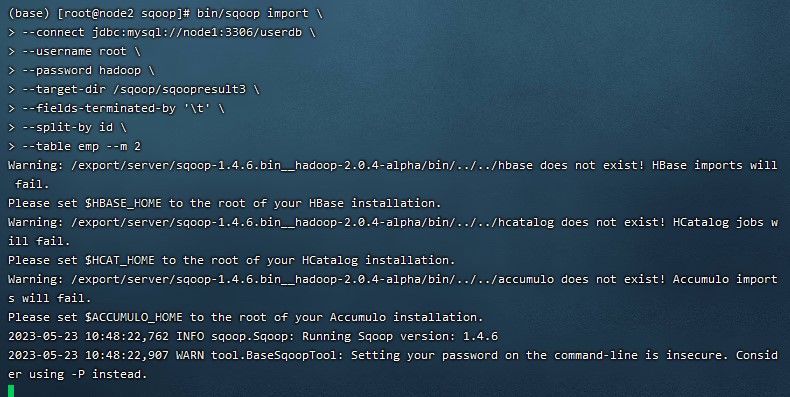 (base) [root@node2 sqoop]# bin/sqoop import \
> --connect jdbc:mysql://node1:3306/userdb \
> --username root \
> --password hadoop \
> --target-dir /sqoop/sqoopresult3 \
> --fields-terminated-by '\t' \
> --split-by id \
> --table emp --m 2
Warning: /export/server/sqoop-1.4.6.bin__hadoop-2.0.4-alpha/bin/../../hbase does not exist! HBase imports will
 fail.
Please set $HBASE_HOME to the root of your HBase installation.
Warning: /export/server/sqoop-1.4.6.bin__hadoop-2.0.4-alpha/bin/../../hcatalog does not exist! HCatalog jobs w
ill fail.
Please set $HCAT_HOME to the root of your HCatalog installation.
Warning: /export/server/sqoop-1.4.6.bin__hadoop-2.0.4-alpha/bin/../../accumulo does not exist! Accumulo import
s will fail.
Please set $ACCUMULO_HOME to the root of your Accumulo installation.
2023-05-23 10:48:22,762 INFO sqoop.Sqoop: Running Sqoop version: 1.4.6
2023-05-23 10:48:22,907 WARN tool.BaseSqoopTool: Setting your password on the command-line is insecure. Consid
er using -P instead.